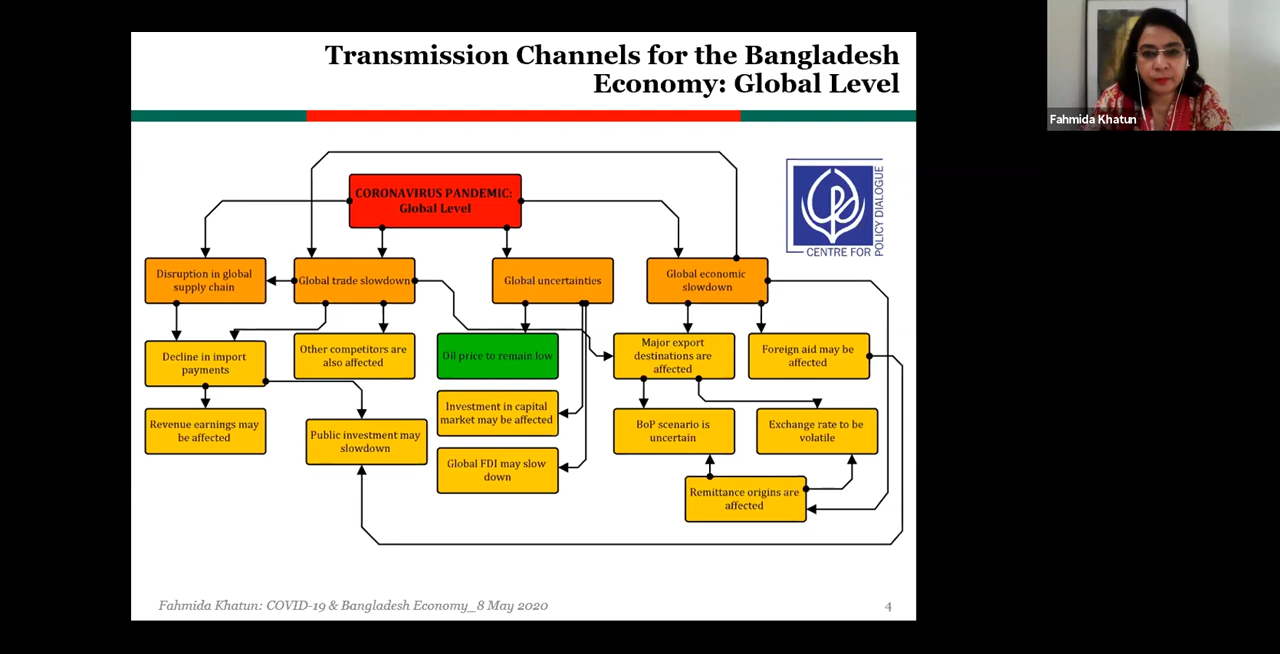 Transmission Channels for the Bangladesh
Economy: Global Level
Fahmida Khatun
CORONAVIRUS PANDEMIC:
Global Level
CENTRE FOR
POLICY DIALOGUE
Disruption in global
supply chain
Global trade slowdown
Global uncertainties
Global economic
slowdown
Decline in import
payments
Other competitors are
also affected
Oil price to remain low
Major export
destinations are
affected
Foreign aid may be
affected
Revenue earnings may
be affected
Public investment may
slowdown
Investment in capital
market may be affected
BoP scenario is
uncertain
Exchange rate to be
volatile
Global FDI may slow
down
Remittance origins are
affected
Fahmida Khatun: COVID-19 & Bangladesh Economy_8 May 2020
4